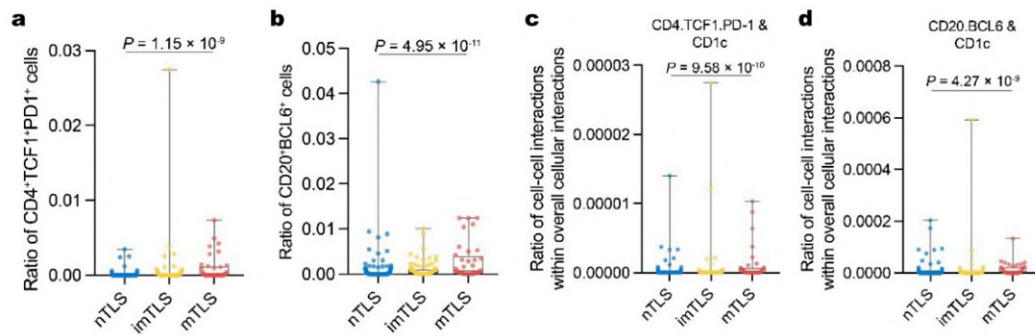 a
Ratio of CD4⁺TCF1⁺PD1⁺ cells
P = 1.15 × 10⁻⁹
0.03
0.02
0.01
0.00
nTLS
imTLS
mTLS
b
Ratio of CD20⁺BCL6⁺ cells
P = 4.95 × 10⁻¹¹
0.05
0.04
0.03
0.02
0.01
0.00
nTLS
imTLS
mTLS
c
CD4.TCF1.PD-1 &
CD1c
Ratio of cell-cell interactions
within overall cellular interactions
P = 9.58 × 10⁻¹⁰
0.00003
0.00002
0.00001
0.00000
nTLS
imTLS
mTLS
d
CD20.BCL6 &
CD1c
Ratio of cell-cell interactions
within overall cellular interactions
P = 4.27 × 10⁻⁹
0.0008
0.0006
0.0004
0.0002
0.0000
nTLS
imTLS
mTLS